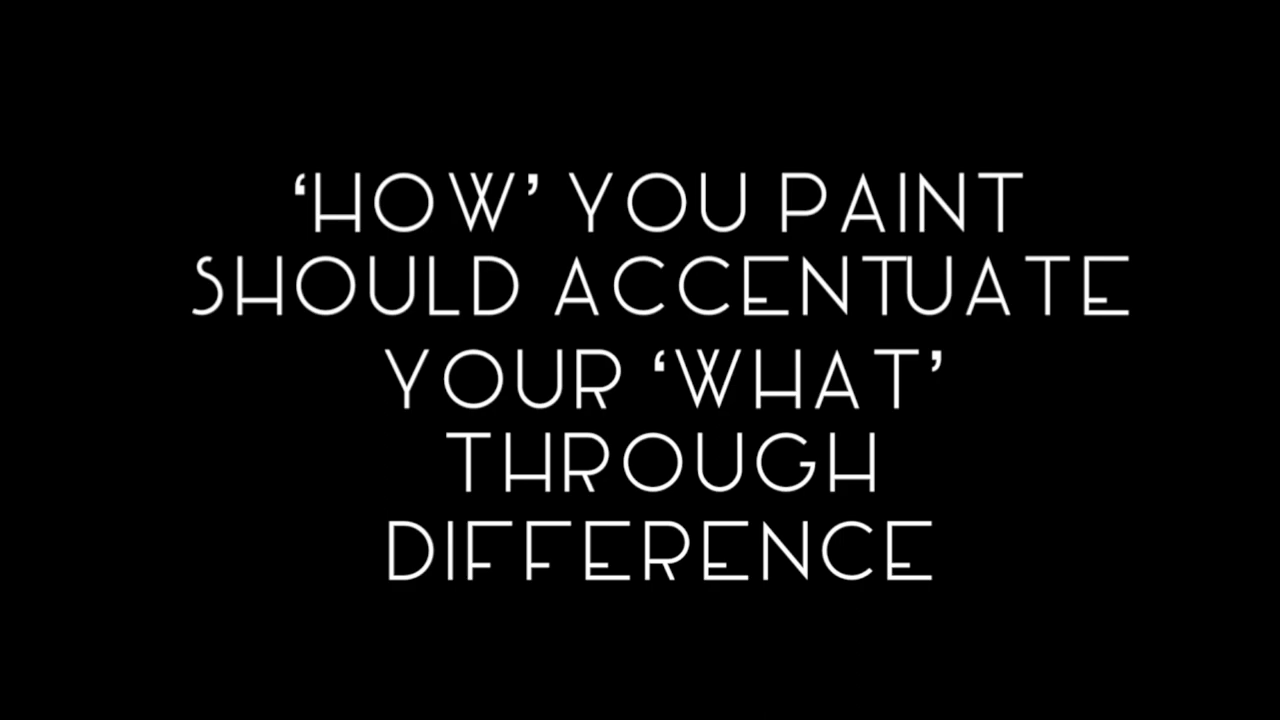 ‘HOW’ YOU PAINT
SHOULD ACCENTUATE
YOUR ‘WHAT’
THROUGH
DIFFERENCE